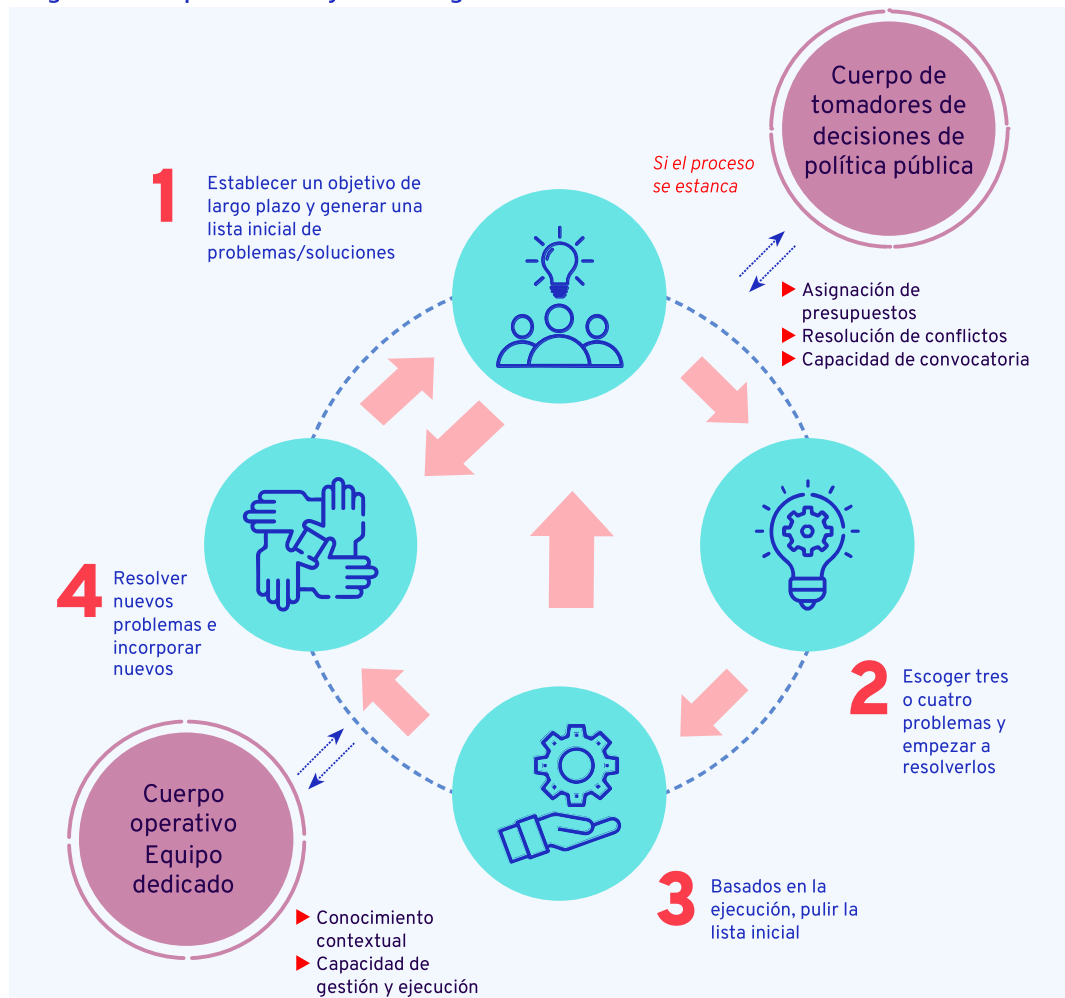 Cuerpo de
tomadores de
decisiones de
política pública
Si el proceso
se estanca
1
Establecer un objetivo de
largo plazo y generar una
lista inicial de
problemas/soluciones
Asignación de
presupuestos
Resolución de conflictos
Capacidad de convocatoria
4
Resolver
nuevos
problemas e
incorporar
nuevos
2
Escoger tres
o cuatro
problemas y
empezar a
resolverlos
Cuerpo
operativo
Equipo
dedicado
3
Basados en la
ejecución, pulir la
lista inicial
Conocimiento
contextual
Capacidad de
gestión y ejecución